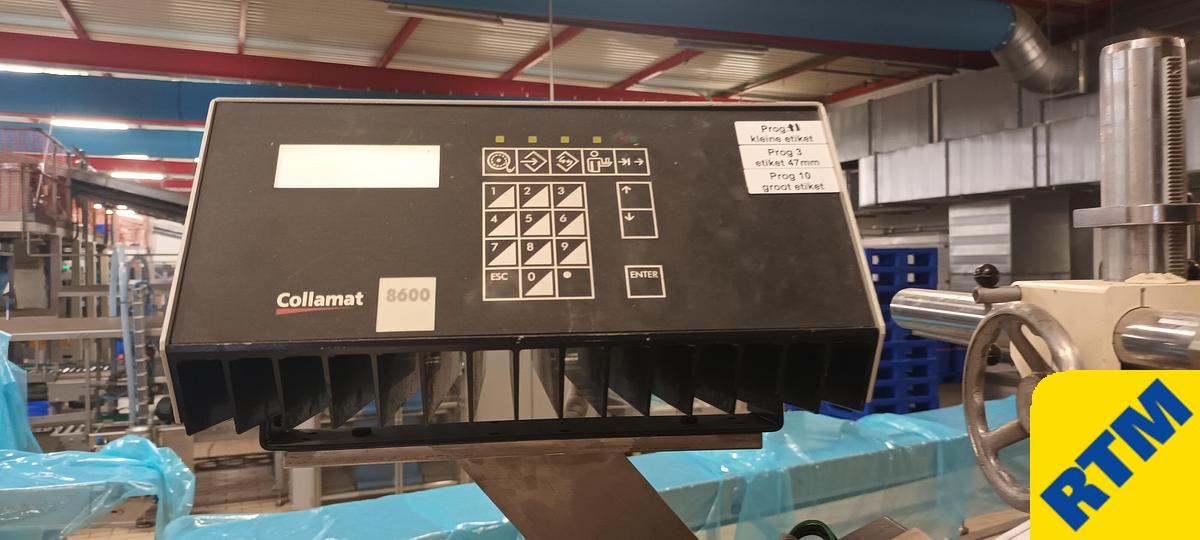 Prog 1
kleine etiket
Prog 3
etiket 47mm
Prog 10
groot etiket
1 2 3
4 5 6
7 8 9
ESC 0 •
ENTER
Collamat
8600
RTM